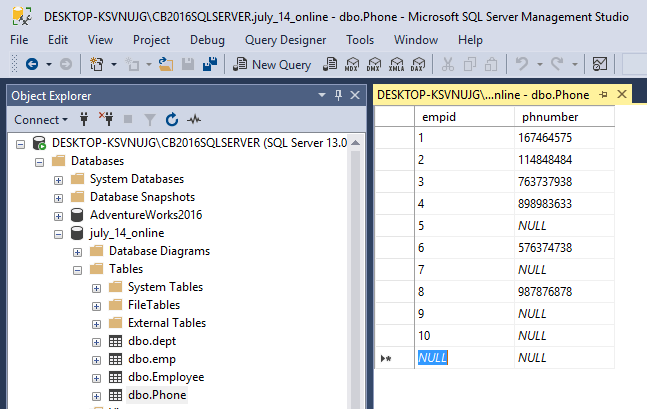 DESKTOP-KSVNUJG\CB2016SQLSERVER.july_14_online - dbo.Phone - Microsoft SQL Server Management Studio
File Edit View Project Debug Query Designer Tools Window Help
New Query MDX DMX XMLA DAX
Object Explorer
Connect
DESKTOP-KSVNUJG\CB2016SQLSERVER (SQL Server 13.0
Databases
System Databases
Database Snapshots
AdventureWorks2016
july_14_online
Database Diagrams
Tables
System Tables
FileTables
External Tables
dbo.dept
dbo.emp
dbo.Employee
dbo.Phone
DESKTOP-KSVNUJG\...nline - dbo.Phone
empid phnumber
1 167464575
2 114848484
3 763737938
4 898983633
5 NULL
6 576374738
7 NULL
8 987876878
9 NULL
10 NULL
NULL NULL